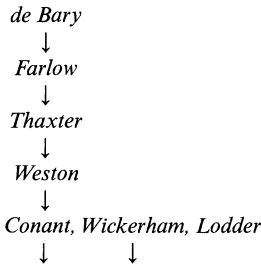 de Bary
↓
Farlow
↓
Thaxter
↓
Weston
↓
Conant, Wickerham, Lodder
↓ ↓